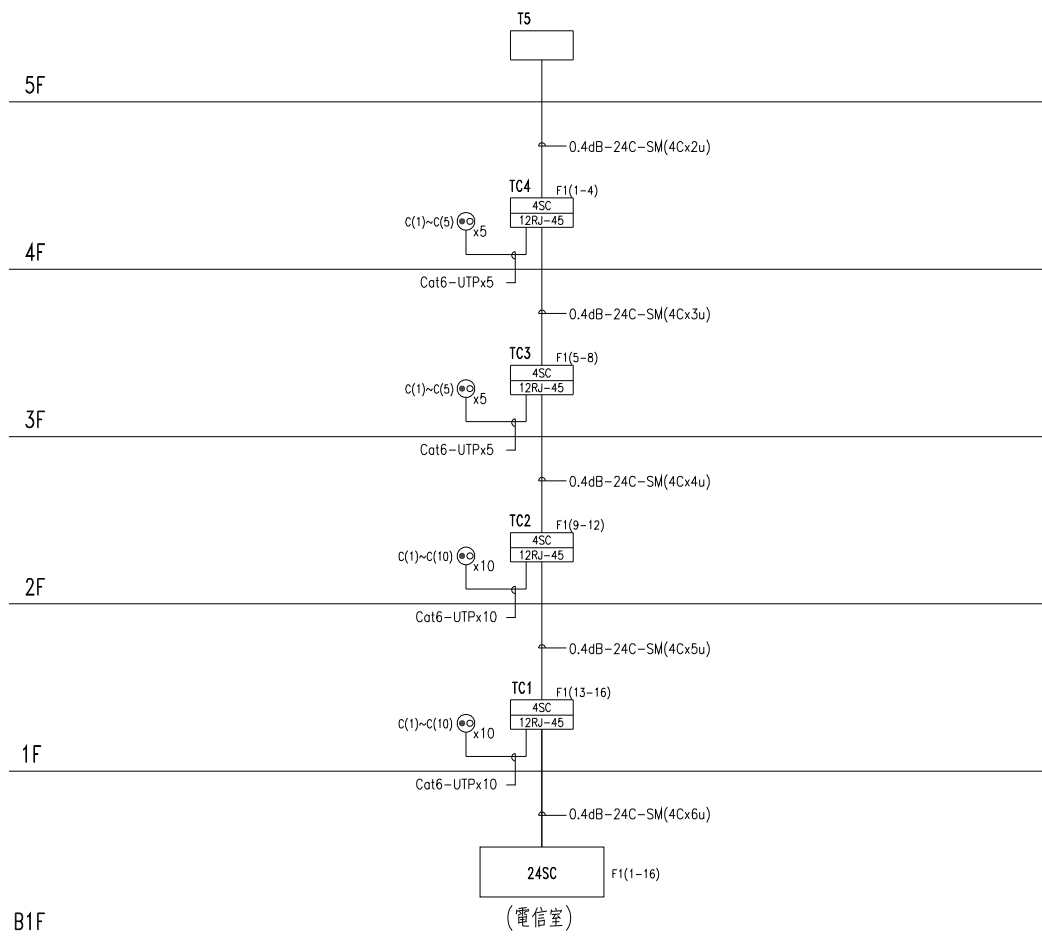 T5
5F
0.4dB-24C-SM(4Cx2u)
TC4
F1(1-4)
4SC
12RJ-45
C(1)~C(5)
x5
4F
Cat6-UTPx5
0.4dB-24C-SM(4Cx3u)
TC3
F1(5-8)
4SC
12RJ-45
C(1)~C(5)
x5
3F
Cat6-UTPx5
0.4dB-24C-SM(4Cx4u)
TC2
F1(9-12)
4SC
12RJ-45
C(1)~C(10)
x10
2F
Cat6-UTPx10
0.4dB-24C-SM(4Cx5u)
TC1
F1(13-16)
4SC
12RJ-45
C(1)~C(10)
x10
1F
Cat6-UTPx10
0.4dB-24C-SM(4Cx6u)
24SC
F1(1-16)
(電信室)
B1F